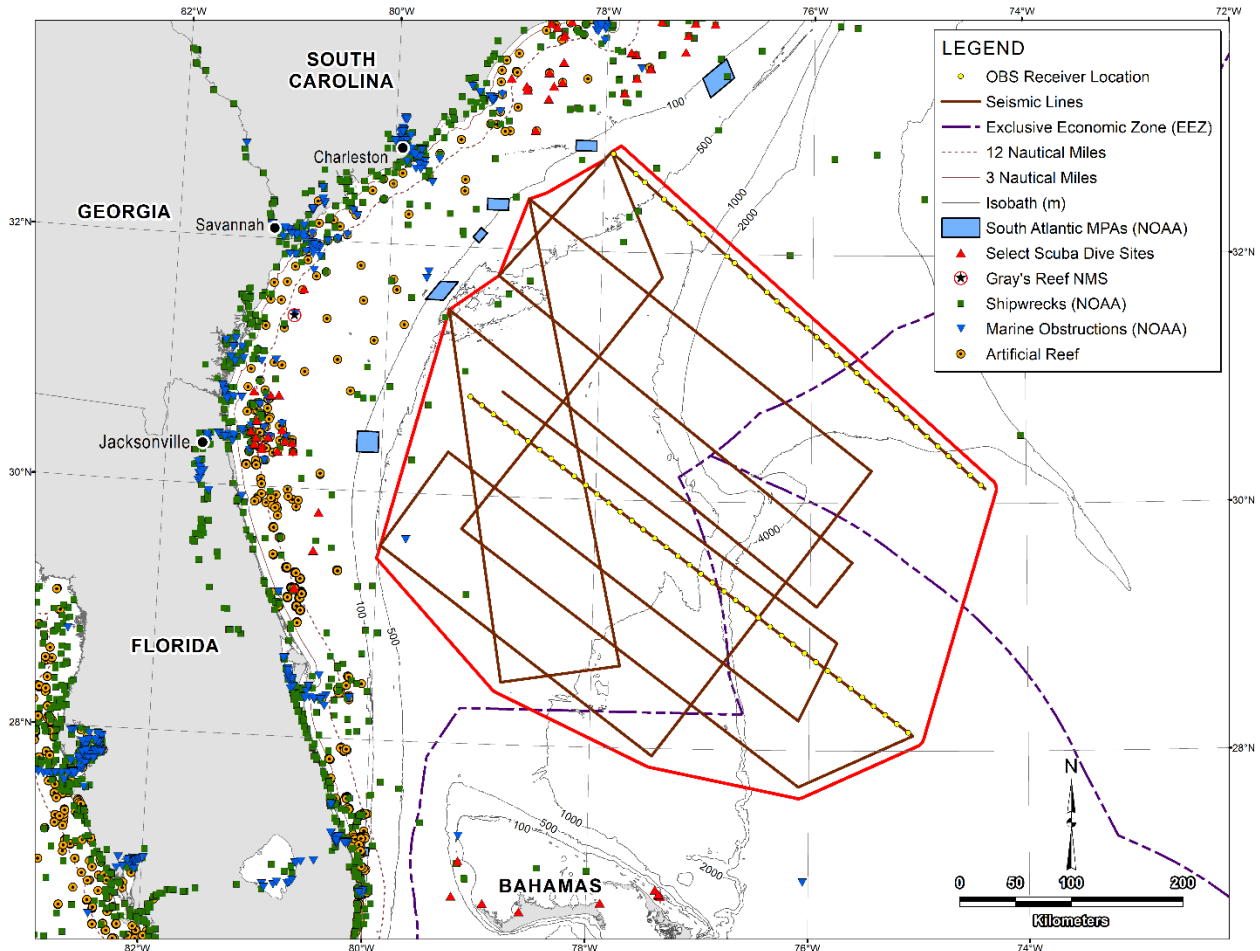 82°W
80°W
78°W
76°W
74°W
72°W
SOUTH
CAROLINA
Charleston
GEORGIA
Savannah
Jacksonville
FLORIDA
BAHAMAS
32°N
30°N
28°N
32°N
30°N
28°N
100
500
1000
2000
4000
100
500
100
500
1000
2000
LEGEND
OBS Receiver Location
Seismic Lines
Exclusive Economic Zone (EEZ)
12 Nautical Miles
3 Nautical Miles
Isobath (m)
South Atlantic MPAs (NOAA)
Select Scuba Dive Sites
Gray's Reef NMS
Shipwrecks (NOAA)
Marine Obstructions (NOAA)
Artificial Reef
N
0 50 100 200
Kilometers
82°W
80°W
78°W
76°W
74°W